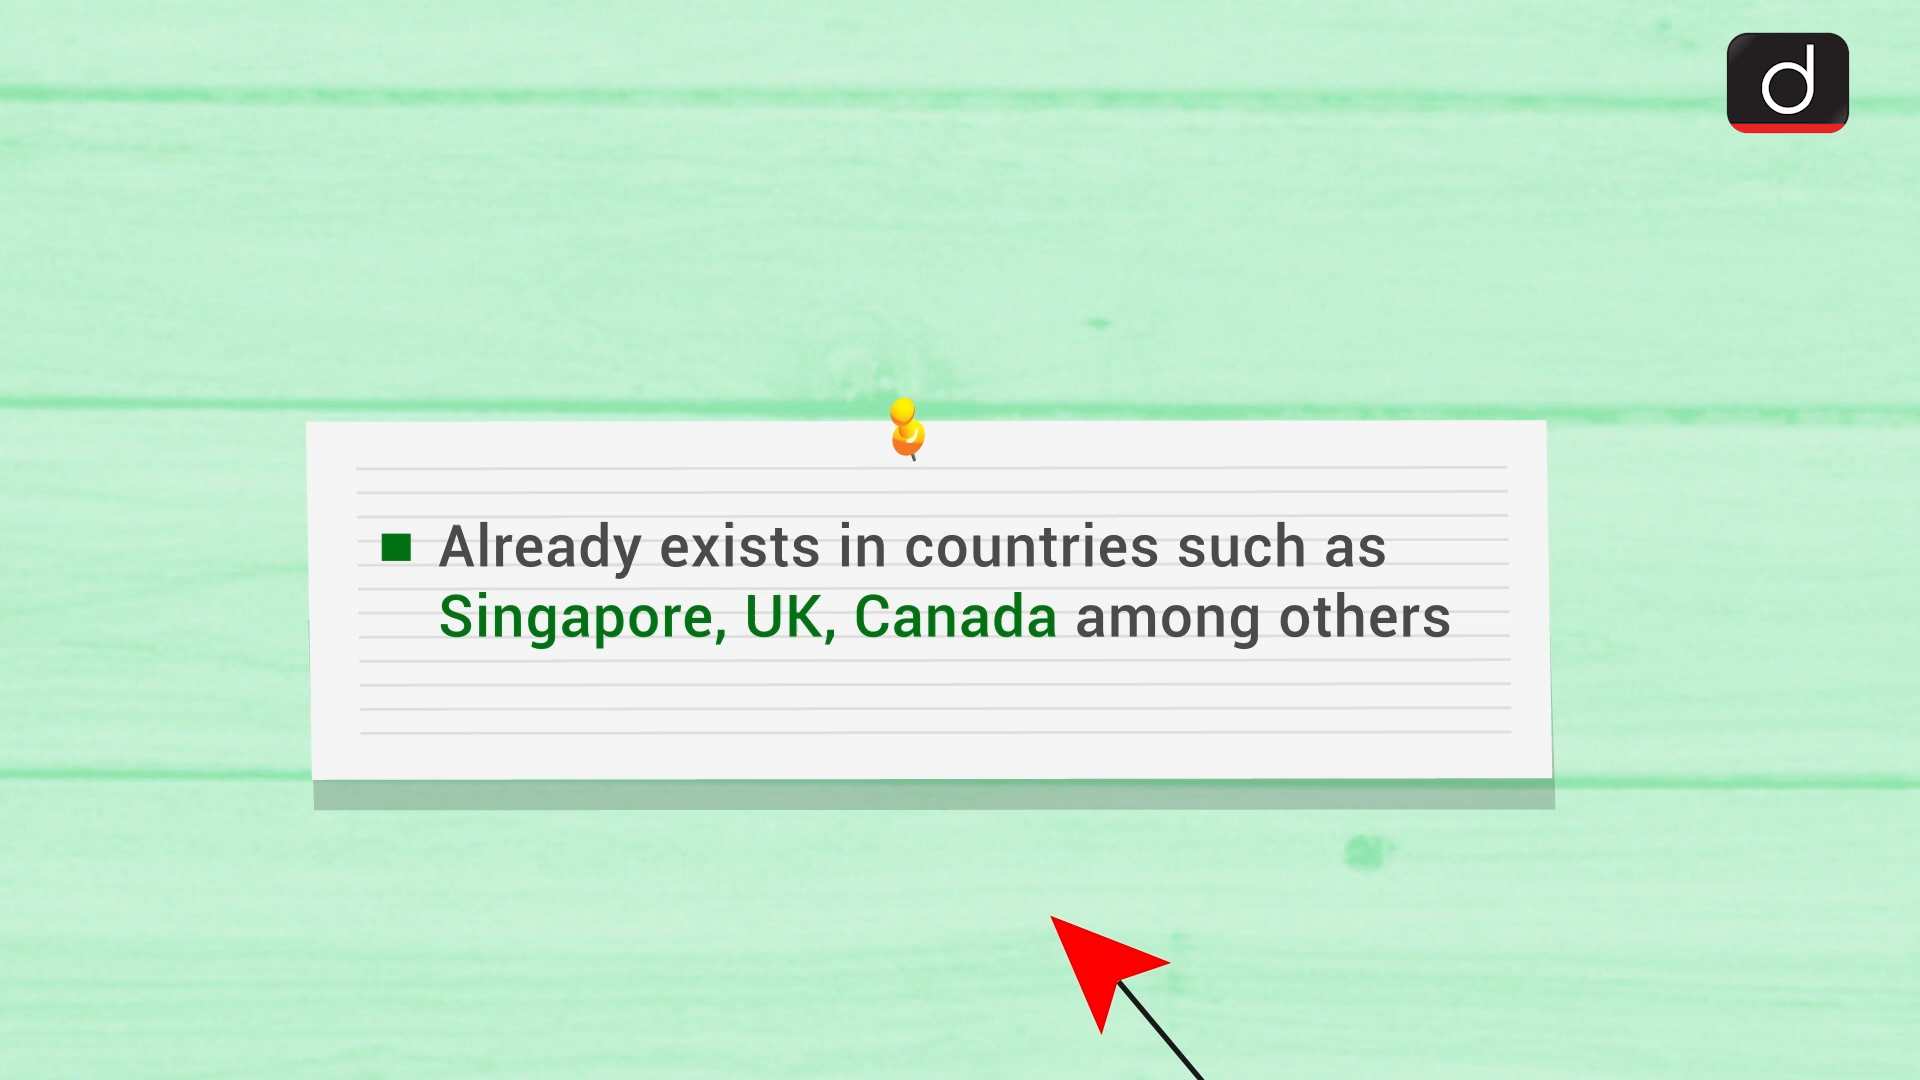 d
Already exists in countries such as
Singapore, UK, Canada among others